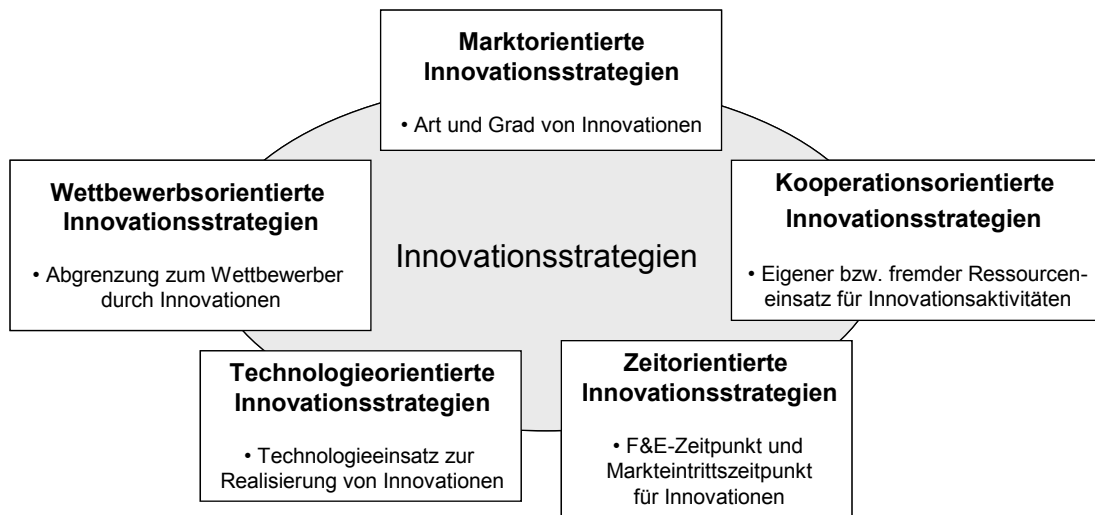 Marktorientierte
Innovationsstrategien
• Art und Grad von Innovationen
Wettbewerbsorientierte
Innovationsstrategien
• Abgrenzung zum Wettbewerber
durch Innovationen
Kooperationsorientierte
Innovationsstrategien
• Eigener bzw. fremder Ressourcen-
einsatz für Innovationsaktivitäten
Innovationsstrategien
Technologieorientierte
Innovationsstrategien
• Technologieeinsatz zur
Realisierung von Innovationen
Zeitorientierte
Innovationsstrategien
• F&E-Zeitpunkt und
Markteintrittszeitpunkt
für Innovationen